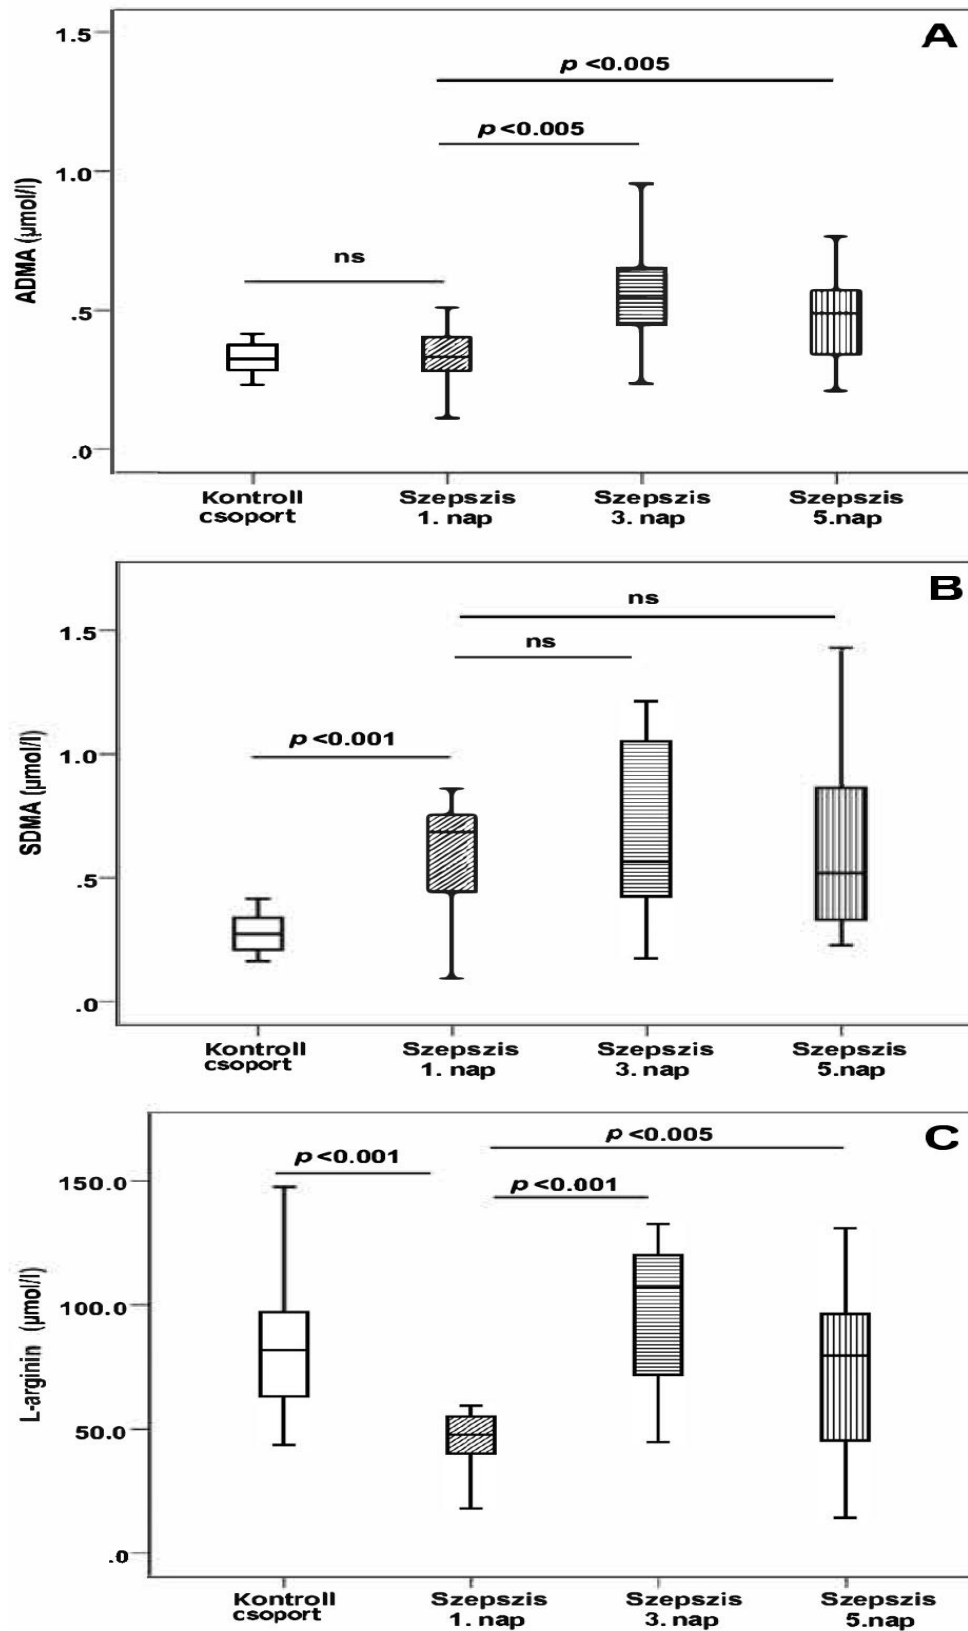 A
1.5
p <0.005
p <0.005
1.0
ADMA (µmol/l)
ns
.5
.0
Kontroll csoport
Szepszis 1. nap
Szepszis 3. nap
Szepszis 5.nap
B
ns
1.5
ns
p <0.001
1.0
SDMA (µmol/l)
.5
.0
Kontroll csoport
Szepszis 1. nap
Szepszis 3. nap
Szepszis 5.nap
C
p <0.005
p <0.001
150.0
p <0.001
100.0
L-arginin (µmol/l)
50.0
.0
Kontroll csoport
Szepszis 1. nap
Szepszis 3. nap
Szepszis 5.nap